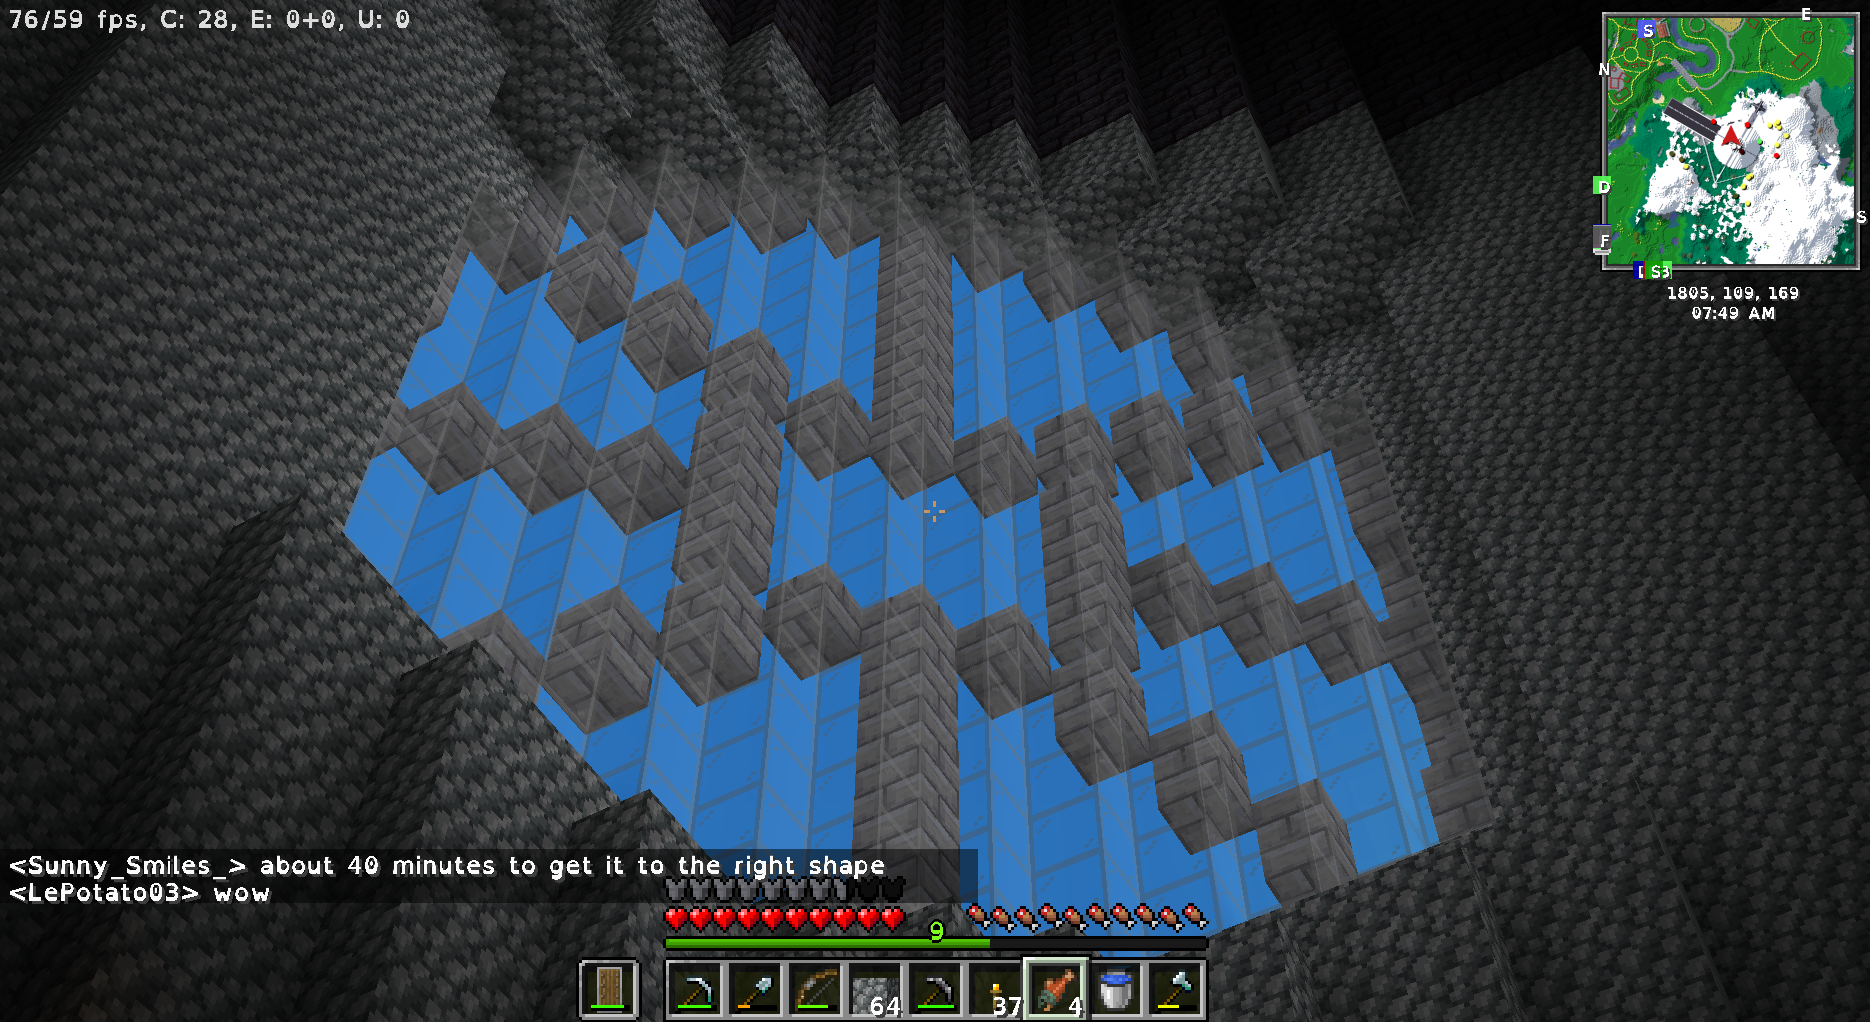 76/59 fps, C: 28, E: 0+0, U: 0
E
S
N
D
S
F
S3
1805, 109, 169
07:49 AM
<Sunny_Smiles_> about 40 minutes to get it to the right shape
<LePotato03> wow
9
64
37
4